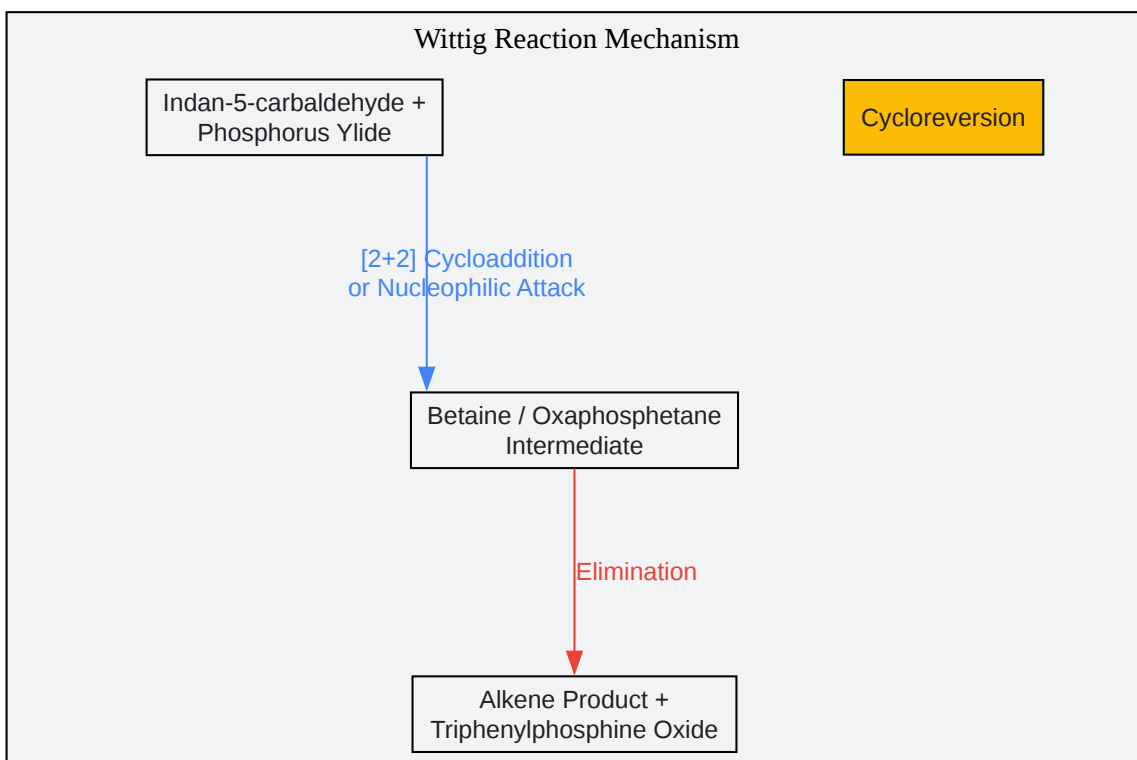 Wittig Reaction Mechanism
Indan-5-carbaldehyde +
Phosphorus Ylide
Cycloreversion
[2+2] Cycloaddition
or Nucleophilic Attack
Betaine / Oxaphosphetane
Intermediate
Elimination
Alkene Product +
Triphenylphosphine Oxide